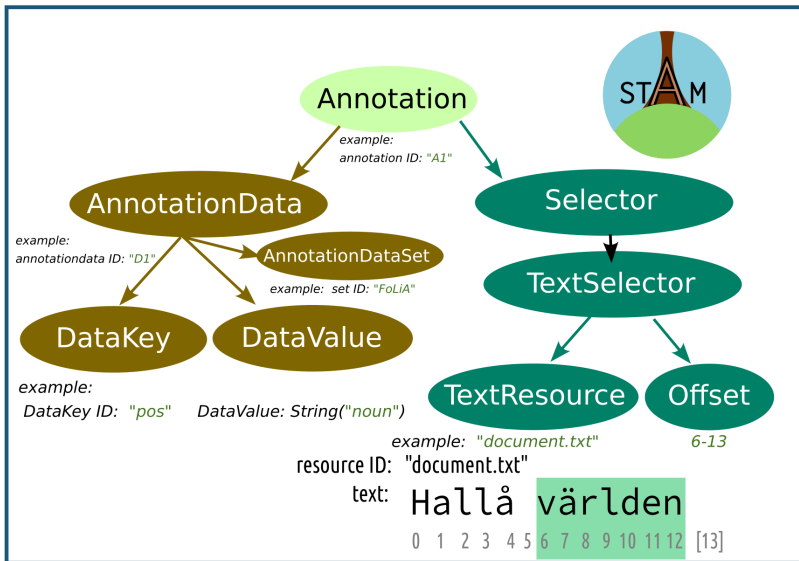 STAM
Annotation
example:
annotation ID: "A1"
AnnotationData
Selector
example:
annotationdata ID: "D1"
AnnotationDataSet
example: set ID: "FoLiA"
TextSelector
DataKey
DataValue
example:
DataKey ID: "pos" DataValue: String("noun")
TextResource
Offset
example: "document.txt"
6-13
resource ID: "document.txt"
text: Hallå världen
0 1 2 3 4 5 6 7 8 9 10 11 12 [13]